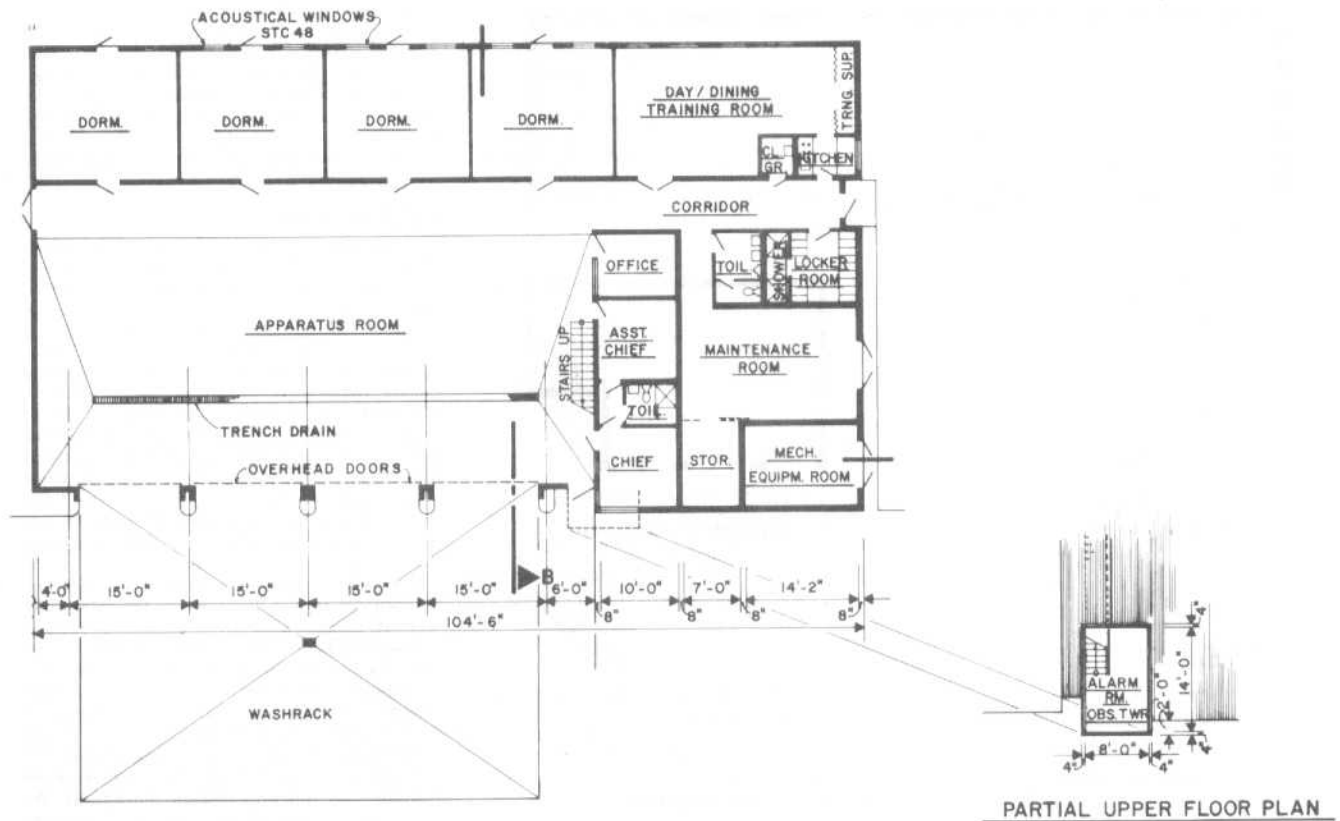 ACOUSTICAL WINDOWS
STC 48
DORM.
DORM.
DORM.
DORM.
DAY / DINING
TRAINING ROOM
TRNG SUP.
CL.
GR.
KITCHEN
CORRIDOR
OFFICE
TOIL
SHOWER
LOCKER
ROOM
APPARATUS ROOM
STAIRS UP
ASST.
CHIEF
MAINTENANCE
ROOM
TOIL.
TRENCH DRAIN
OVERHEAD DOORS
CHIEF
STOR.
MECH.
EQUIPM. ROOM
B
4'-0"
15'-0"
15'-0"
15'-0"
15'-0"
6'-0"
10'-0"
7'-0"
14'-2"
8"
8"
8"
8"
104'-6"
WASHRACK
ALARM
RM.
OBS. TWR
4"
14'-0"
2'-0"
4"
4"
8'-0"
4"
PARTIAL UPPER FLOOR PLAN